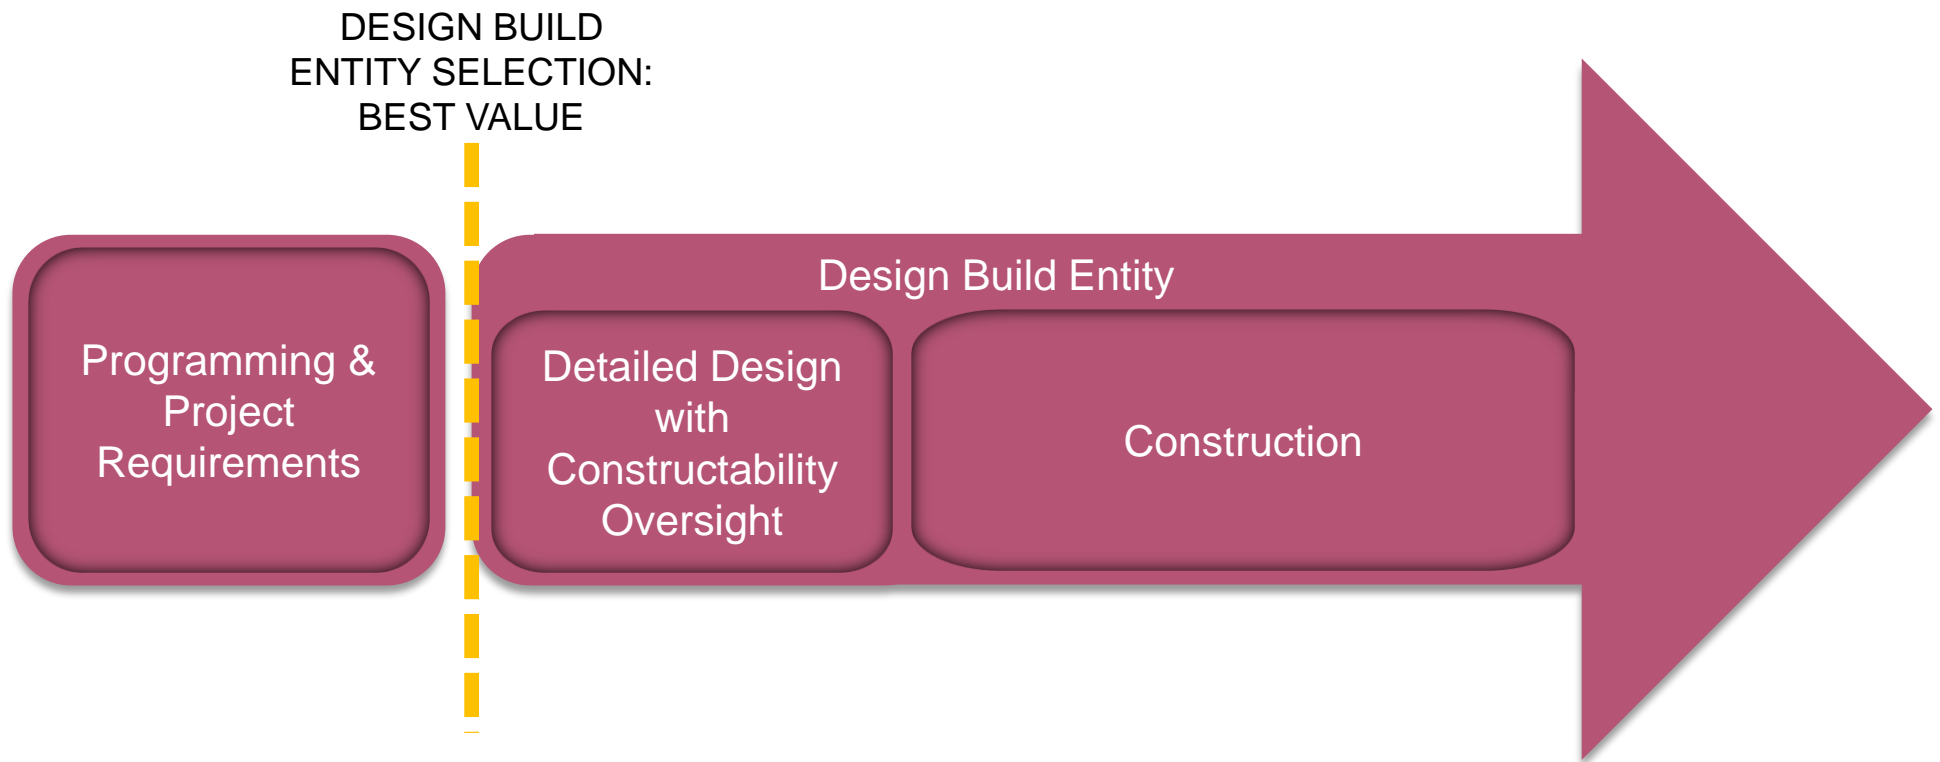 DESIGN BUILD
ENTITY SELECTION:
BEST VALUE
Design Build Entity
Programming &
Project
Requirements
Detailed Design
with
Constructability
Oversight
Construction